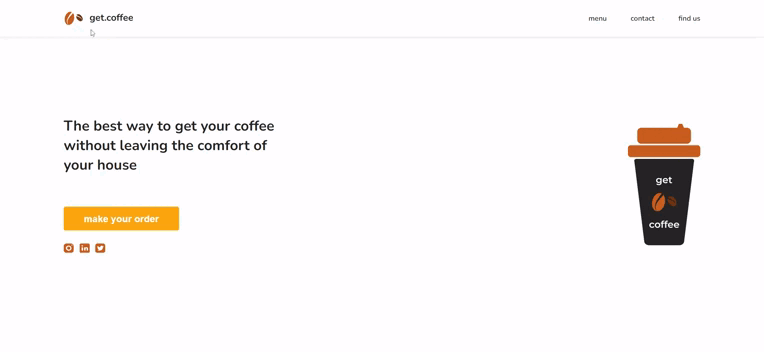 get.coffee
menu
contact
find us
The best way to get your coffee
without leaving the comfort of
your house
make your order
get
coffee